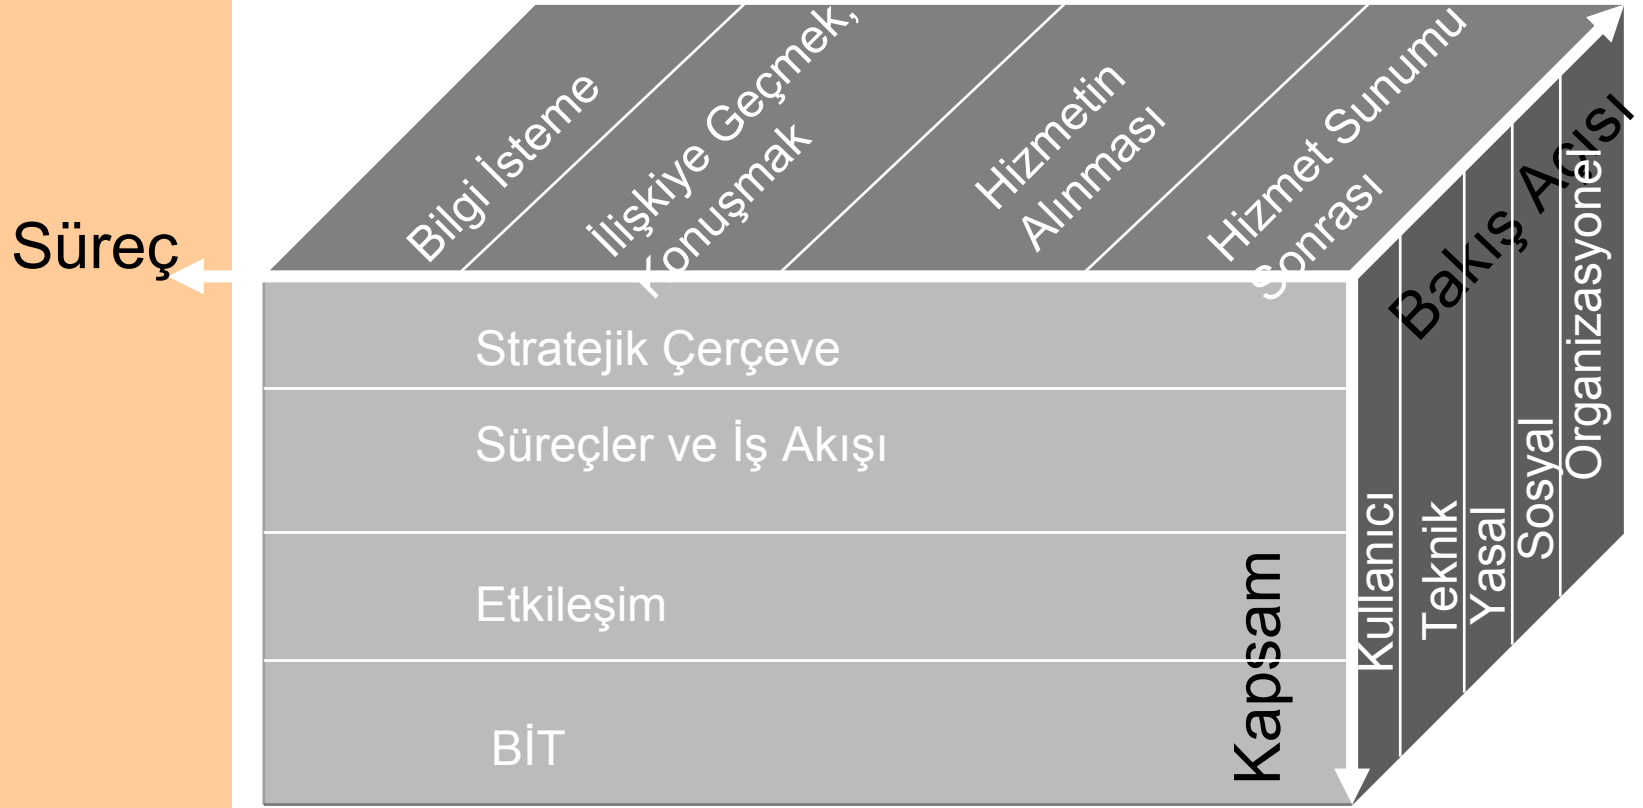 Süreç
Bilgi İsteme
İlişkiye Geçmek,
Konuşmak
Hizmetin
Alınması
Hizmet Sunumu
Sonrası
Bakış Açısı
Stratejik Çerçeve
Süreçler ve İş Akışı
Etkileşim
BİT
Kapsam
Kullanıcı
Teknik
Yasal
Sosyal
Organizasyonel